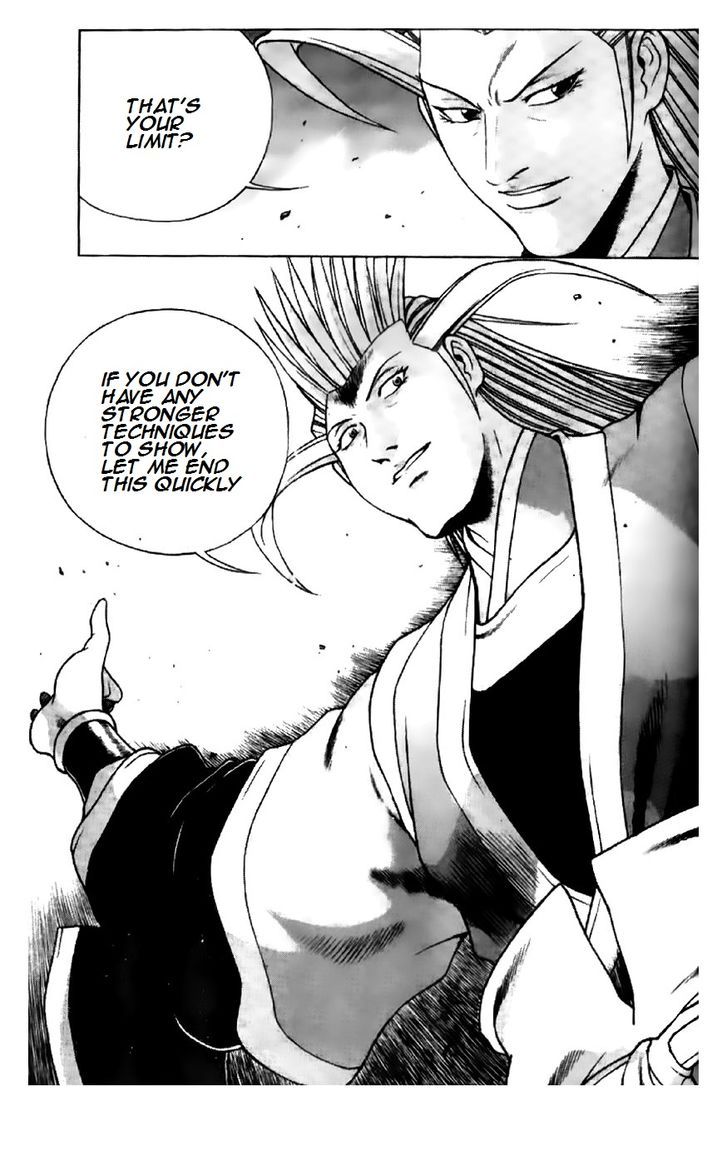 THAT'S
YOUR
LIMIT?
IF YOU DON'T
HAVE ANY
STRONGER
TECHNIQUES
TO SHOW,
LET ME END
THIS QUICKLY